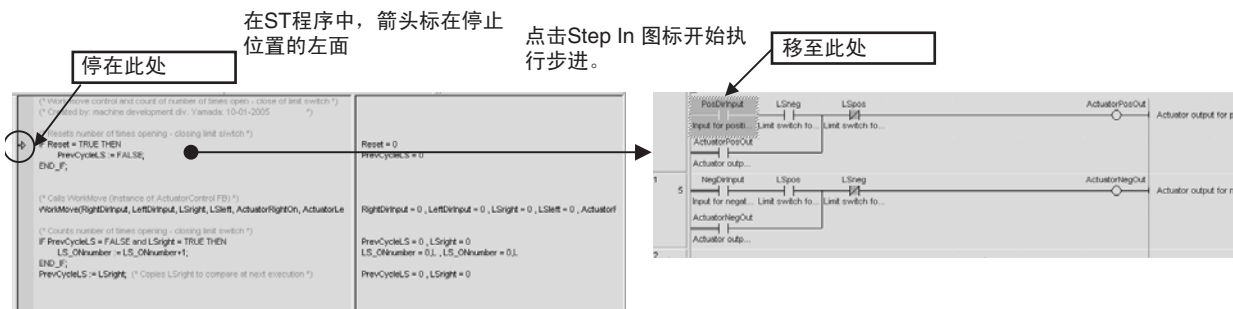 在ST程序中，箭头标在停止
位置的左面
点击Step In 图标开始执
行步进。
停在此处
移至此处
(* Workmove control and count of number of times open - close of limit switch *)
(* Created by: machine development div. Yamada: 10-01-2005 *)
Resets number of times opening - closing limit siwtch *)
IF Reset = TRUE THEN
PrevCycleLS := FALSE;
END_IF;
(* Calls WorkMove (instance of ActuatorControl FB) *)
WorkMove(RightDirInput, LeftDirInput, LSright, LSleft, ActuatorRightOn, ActuatorLe
(* Counts number of times opening - closing limit switch *)
IF PrevCycleLS = FALSE and LSright = TRUE THEN
LS_ONnumber := LS_ONnumber+1;
END_IF;
PrevCycleLS := LSright; (* Copies LSright to compare at next execution *)
Reset = 0
PrevCycleLS = 0
RightDirInput = 0 , LeftDirInput = 0 , LSright = 0 , LSleft = 0 , ActuatorF
PrevCycleLS = 0 , LSright = 0
LS_ONnumber = 0,L , LS_ONnumber = 0,L
PrevCycleLS = 0 , LSright = 0
PosDirInput LSneg LSpos ActuatorPosOut
Input for positi... Limit switch fo... Limit switch fo... Actuator output for p
ActuatorPosOut
Actuator outp...
1
5
NegDirInput LSpos LSneg ActuatorNegOut
Input for negat... Limit switch fo... Limit switch fo... Actuator output for n
ActuatorNegOut
Actuator outp...
2